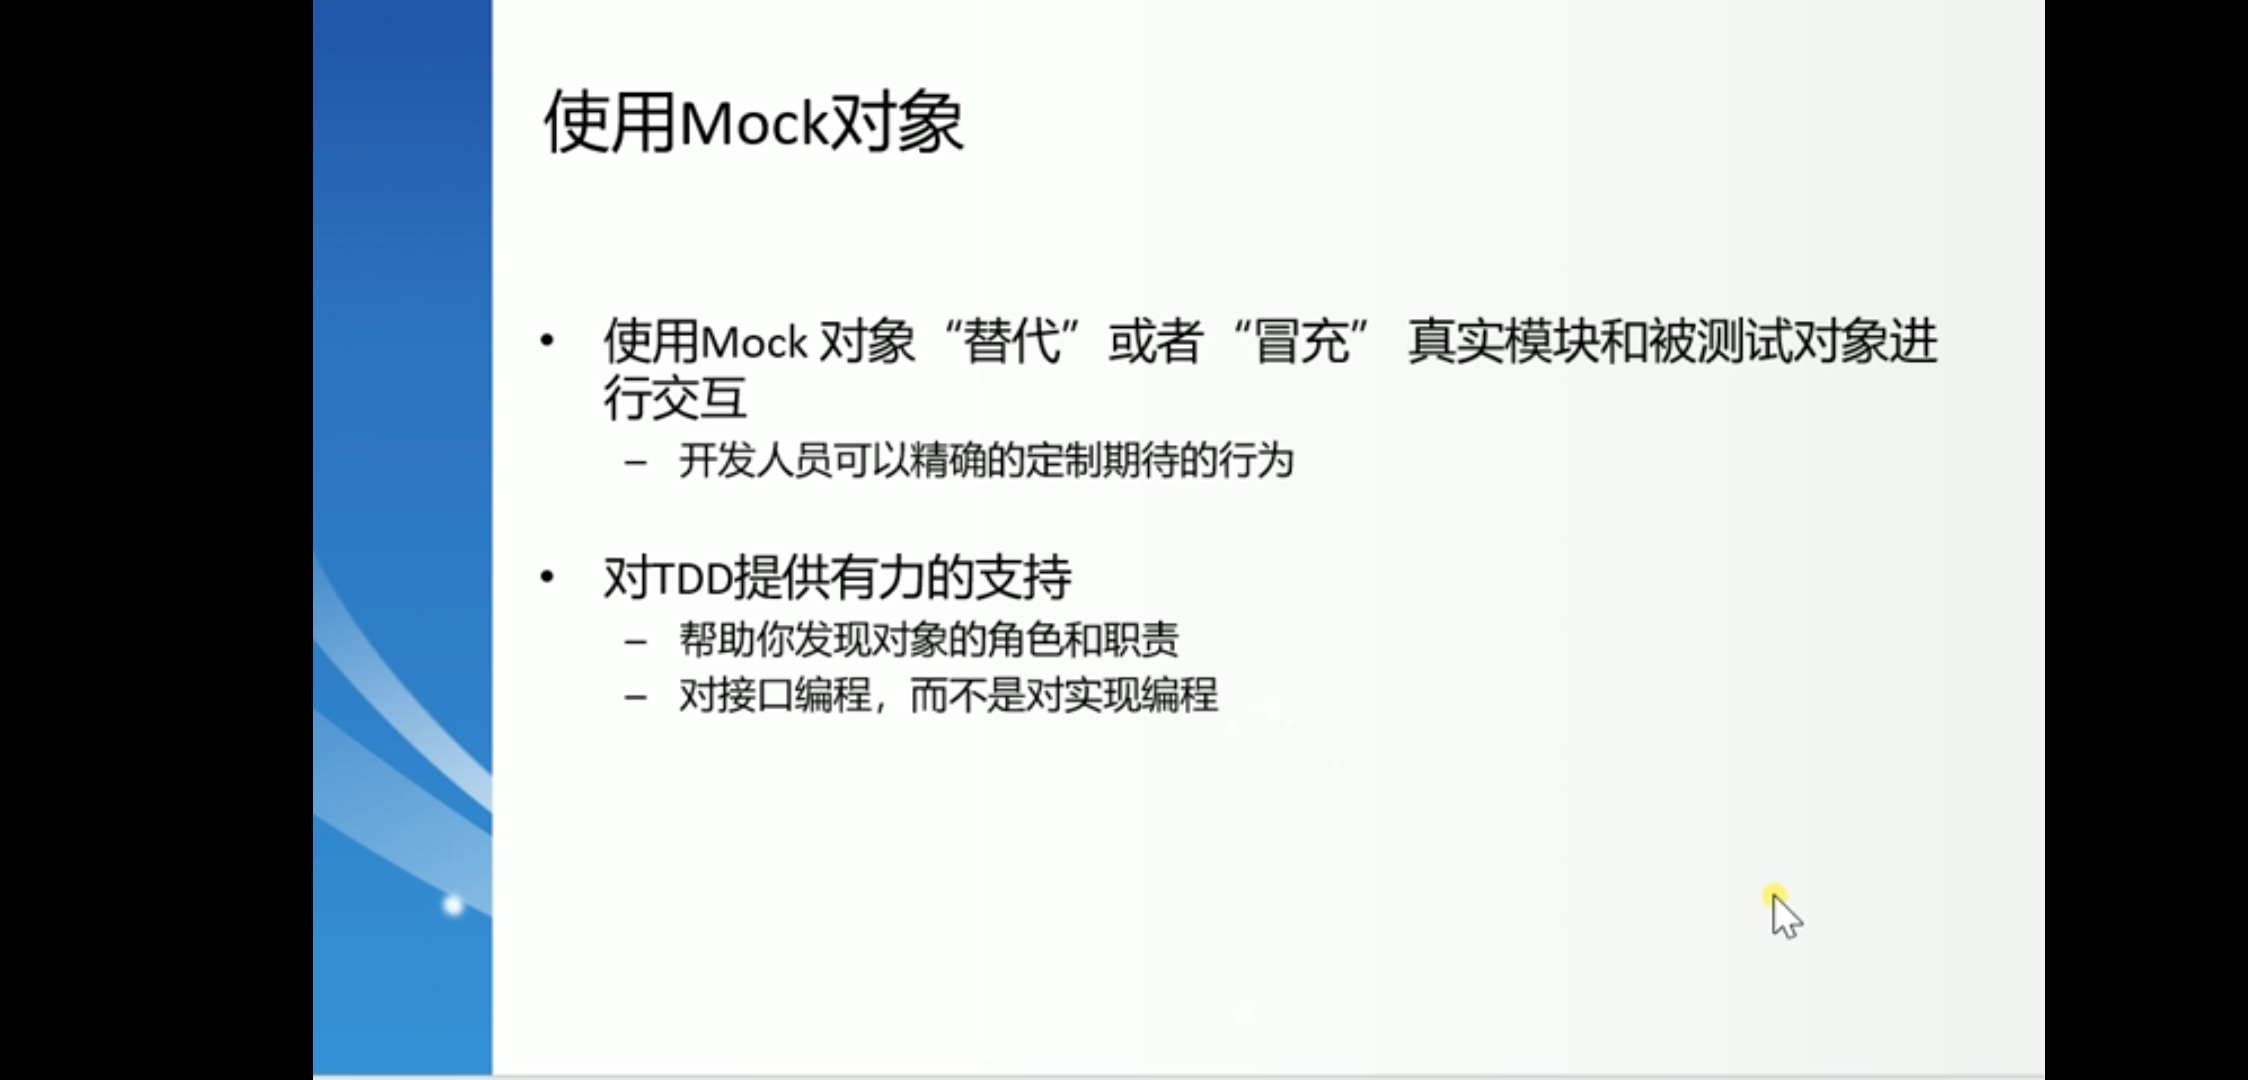 使用Mock对象
• 使用Mock 对象“替代”或者“冒充” 真实模块和被测试对象进
行交互
– 开发人员可以精确的定制期待的行为
• 对TDD提供有力的支持
– 帮助你发现对象的角色和职责
– 对接口编程，而不是对实现编程